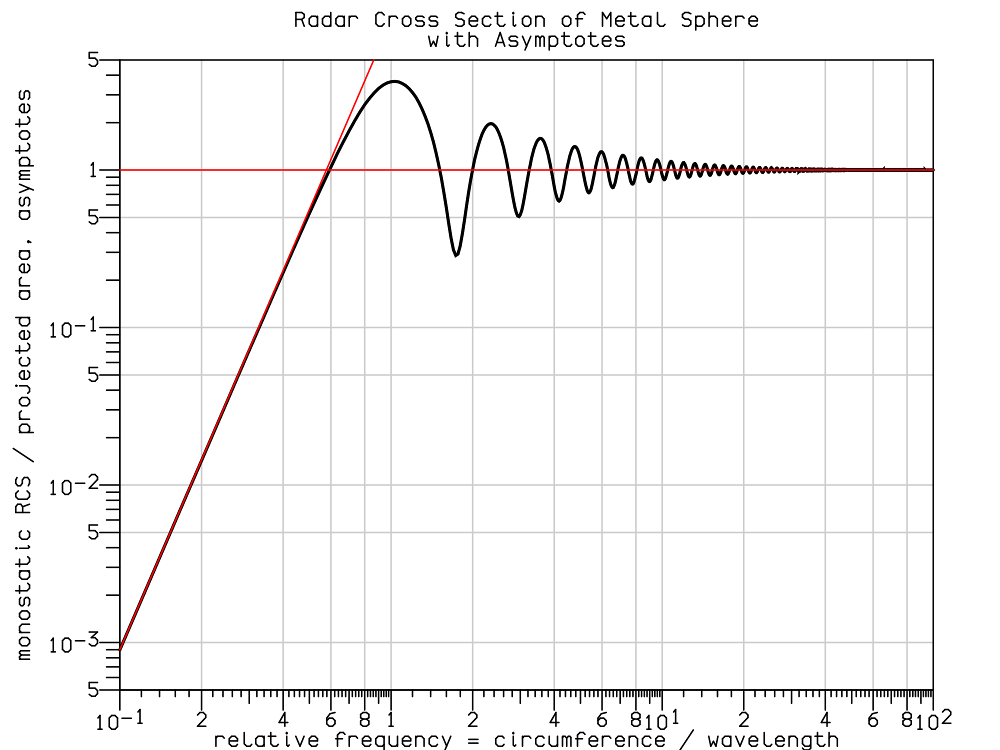 Radar Cross Section of Metal Sphere
with Asymptotes
monostatic RCS / projected area, asymptotes
5
1
5
10⁻¹
5
10⁻²
5
10⁻³
5
10⁻¹ 2 4 6 8 1 2 4 6 8 10¹ 2 4 6 8 10²
relative frequency = circumference / wavelength